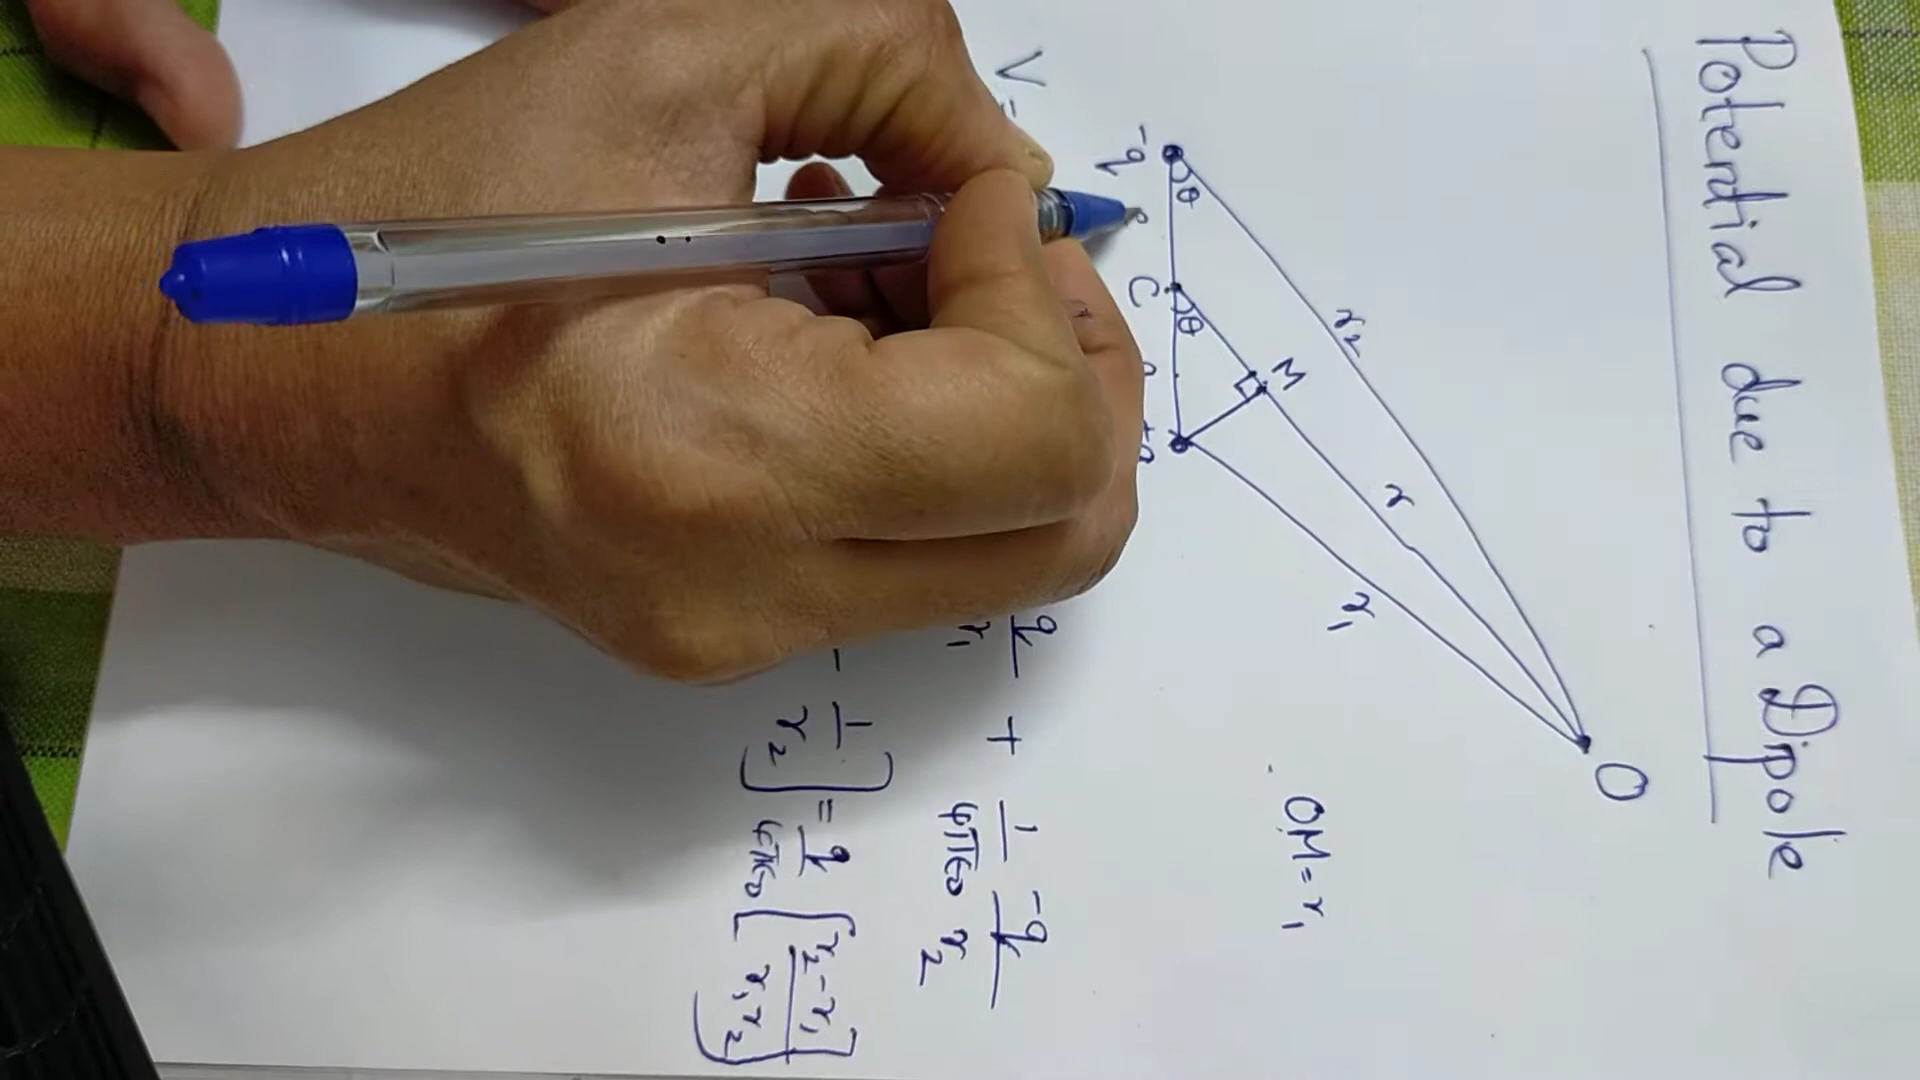 Potential due to a Dipole
O
r₂
r
r₁
M
θ
θ
OM = r₁
-q
C
V =
q/r₁ + 1/4πε₀ -q/r₂
- 1/r₂] = q/4πε₀ [r₂-r₁/r₁r₂]